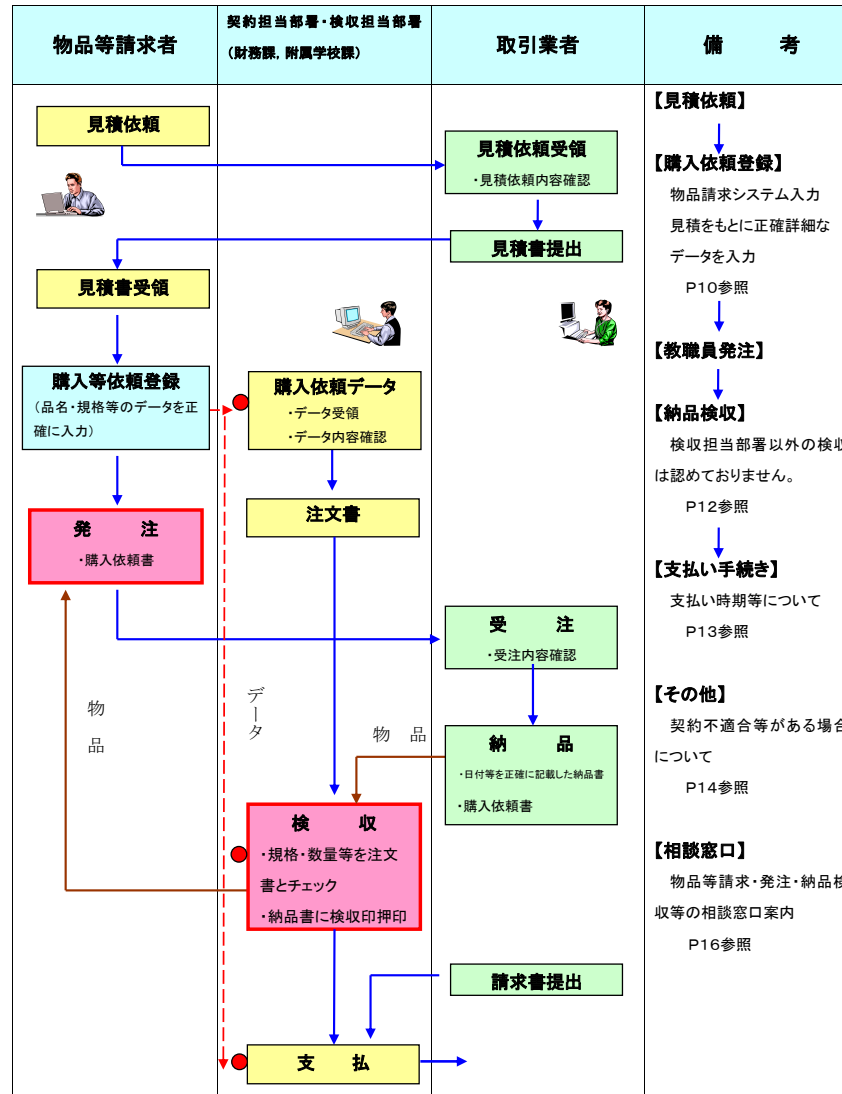 物品等請求者
契約担当部署・検収担当部署
（財務課，附属学校課）
取引業者
備　考
見積依頼
見積依頼受領
・見積依頼内容確認
見積書提出
見積書受領
購入等依頼登録
（品名・規格等のデータを正
確に入力）
購入依頼データ
・データ受領
・データ内容確認
発　注
・購入依頼書
注文書
受　注
・受注内容確認
物品
データ
物　品
納　品
・日付等を正確に記載した納品書
・購入依頼書
検　収
・規格・数量等を注文
書とチェック
・納品書に検収印押印
請求書提出
支　払
【見積依頼】
【購入依頼登録】
物品請求システム入力
見積をもとに正確詳細な
データを入力
P10参照
【教職員発注】
【納品検収】
検収担当部署以外の検収
は認めておりません。
P12参照
【支払い手続き】
支払い時期等について
P13参照
【その他】
契約不適合等がある場合
について
P14参照
【相談窓口】
物品等請求・発注・納品検
収等の相談窓口案内
P16参照